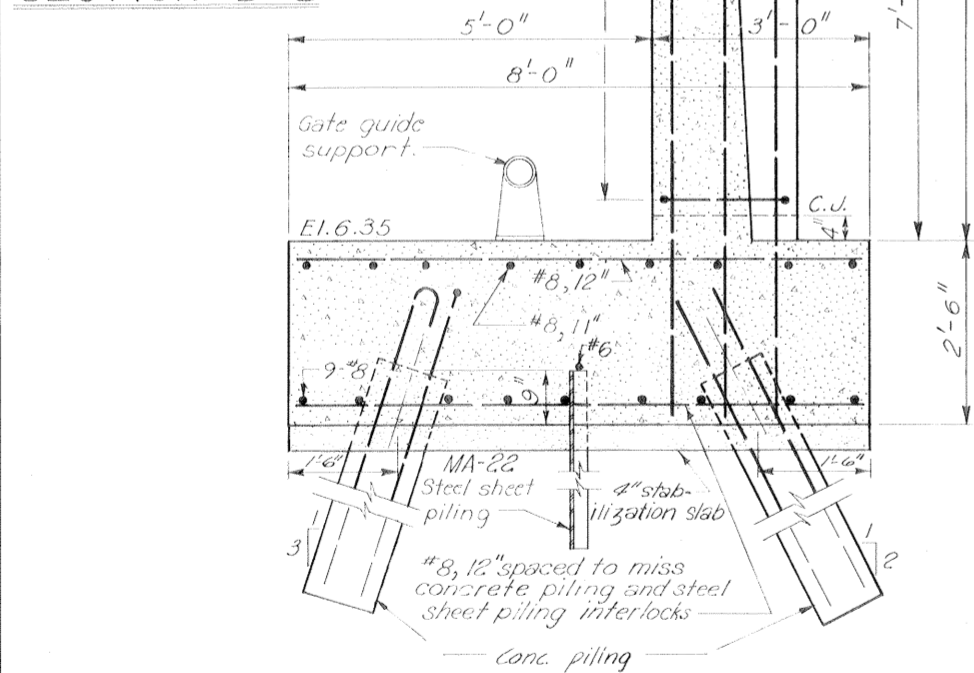 5'-0"
3'-0"
7'-
8'-0"
Gate guide
support.
C.J.
4"
El.6.35
#8,12"
2'-6"
#8,11"
#6
9-#8
9"
1'-6"
1'-6"
MA-22
Steel sheet
piling
4" stab-
ilization slab
1
3
1
2
#8,12" spaced to miss
concrete piling and steel
sheet piling interlocks
Conc. piling